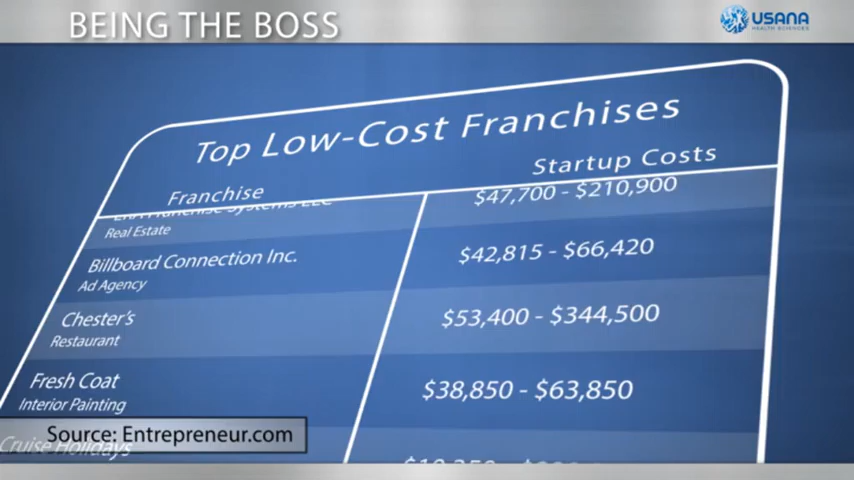 BEING THE BOSS
USANA
HEALTH SCIENCES
Top Low-Cost Franchises
Franchise
Startup Costs
$47,700 - $210,900
Real Estate
Billboard Connection Inc.
$42,815 - $66,420
Ad Agency
Chester's
$53,400 - $344,500
Restaurant
Fresh Coat
$38,850 - $63,850
Interior Painting
Source: Entrepreneur.com
Cruise Holidays